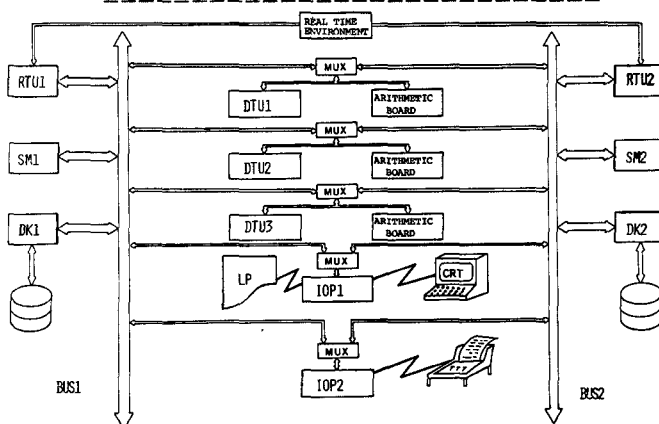 REAL TIME
ENVIRONMENT
RTU1
MUX
RTU2
DTU1
ARITHMETIC
BOARD
SM1
MUX
SM2
DTU2
ARITHMETIC
BOARD
MUX
DK1
DTU3
ARITHMETIC
BOARD
DK2
MUX
LP
IOP1
CRT
MUX
IOP2
TTY
BUS1
BUS2